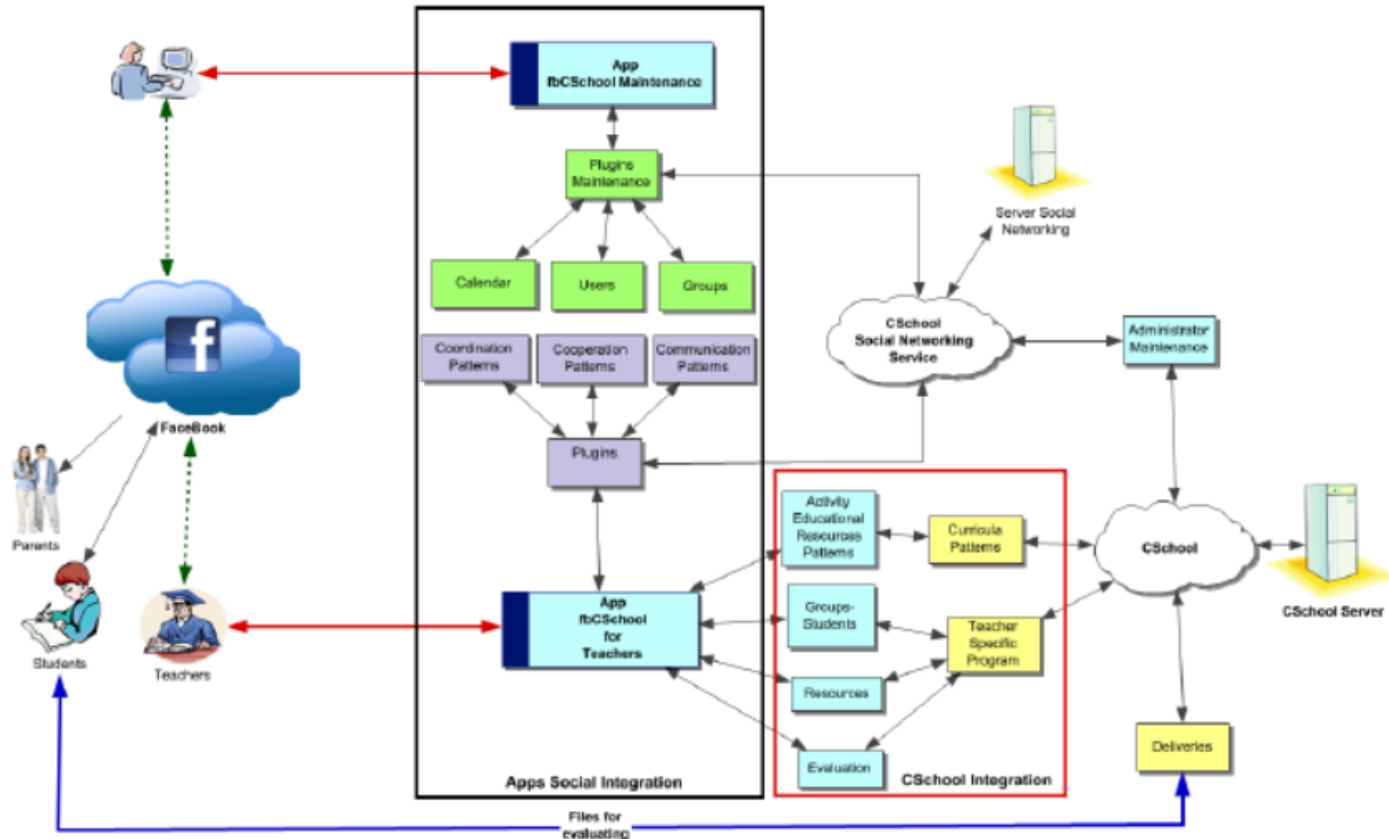 App
fbCSchool Maintenance
Plugins
Maintenance
Server Social
Networking
Calendar
Users
Groups
CSchool
Social Networking
Service
Administrator
Maintenance
Coordination
Patterns
Cooperation
Patterns
Communication
Patterns
f
FaceBook
Plugins
Activity
Educational
Resources
Patterns
Curricula
Patterns
CSchool
Parents
CSchool Server
App
fbCSchool
for
Teachers
Groups-
Students
Teacher
Specific
Program
Students
Teachers
Resources
Deliveries
Evaluation
Apps Social Integration
CSchool Integration
Files for
evaluating